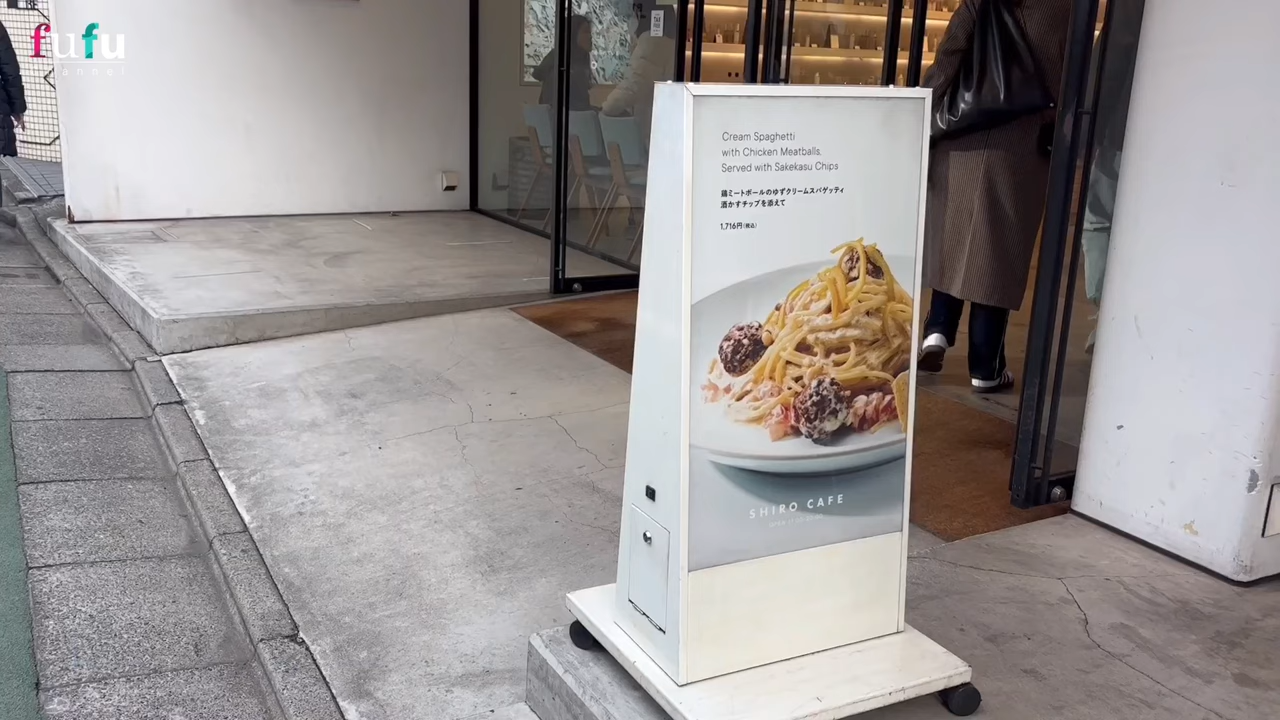 fufu
channel
Cream Spaghetti
with Chicken Meatballs,
Served with Sakekasu Chips
鶏ミートボールのゆずクリームスパゲッティ
酒かすチップを添えて
1,716円(税込)
SHIRO CAFE